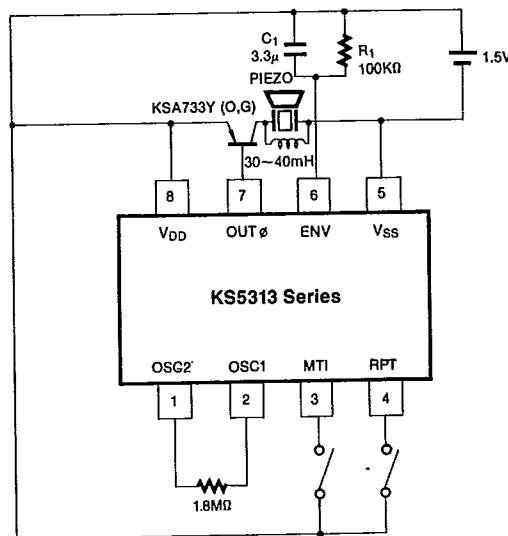 C1
3.3μ
R1
100KΩ
1.5V
PIEZO
KSA733Y (O,G)
30~40mH
8
7
6
5
VDD
OUT ø
ENV
VSS
KS5313 Series
OSG2
OSC1
MTI
RPT
1
2
3
4
1.8MΩ